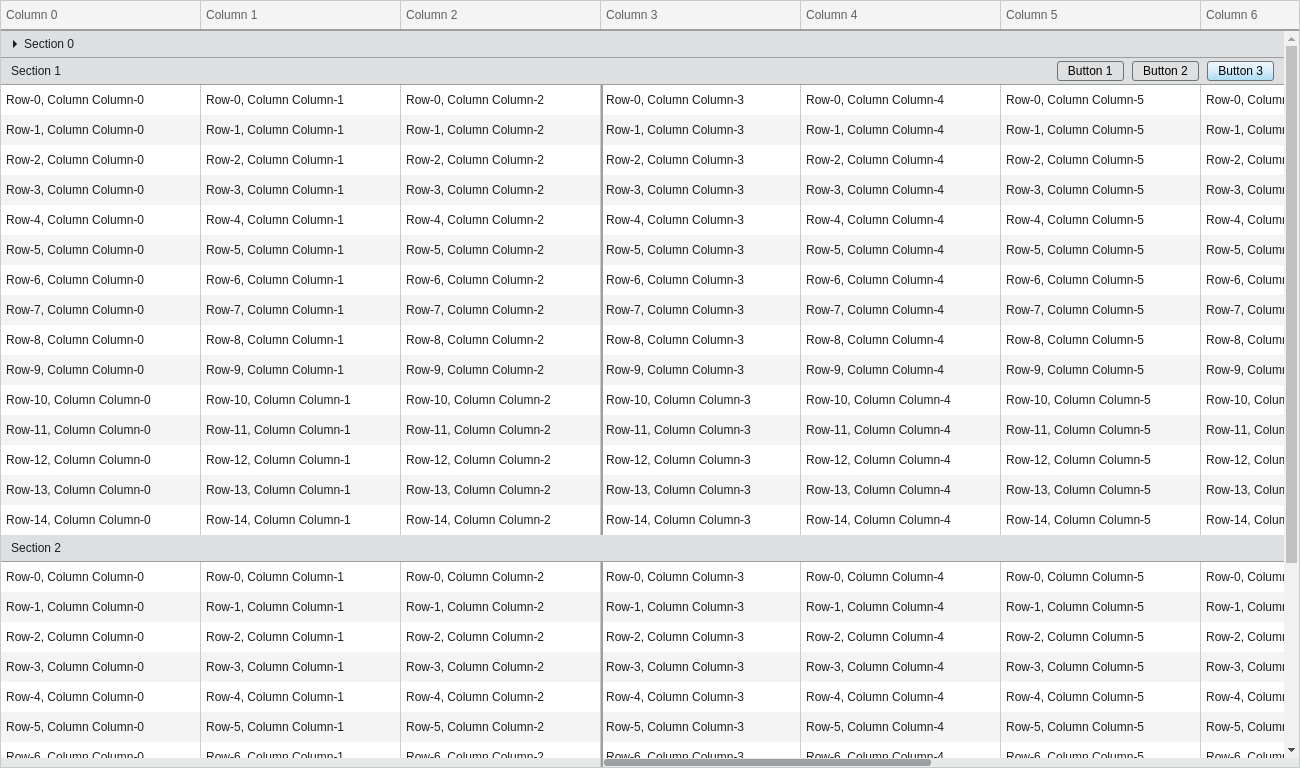 Column 0 Column 1 Column 2 Column 3 Column 4 Column 5 Column 6
Section 0
Section 1 Button 1 Button 2 Button 3
Row-0, Column Column-0 Row-0, Column Column-1 Row-0, Column Column-2 Row-0, Column Column-3 Row-0, Column Column-4 Row-0, Column Column-5 Row-0, Colum
Row-1, Column Column-0 Row-1, Column Column-1 Row-1, Column Column-2 Row-1, Column Column-3 Row-1, Column Column-4 Row-1, Column Column-5 Row-1, Colum
Row-2, Column Column-0 Row-2, Column Column-1 Row-2, Column Column-2 Row-2, Column Column-3 Row-2, Column Column-4 Row-2, Column Column-5 Row-2, Colum
Row-3, Column Column-0 Row-3, Column Column-1 Row-3, Column Column-2 Row-3, Column Column-3 Row-3, Column Column-4 Row-3, Column Column-5 Row-3, Colum
Row-4, Column Column-0 Row-4, Column Column-1 Row-4, Column Column-2 Row-4, Column Column-3 Row-4, Column Column-4 Row-4, Column Column-5 Row-4, Colum
Row-5, Column Column-0 Row-5, Column Column-1 Row-5, Column Column-2 Row-5, Column Column-3 Row-5, Column Column-4 Row-5, Column Column-5 Row-5, Colum
Row-6, Column Column-0 Row-6, Column Column-1 Row-6, Column Column-2 Row-6, Column Column-3 Row-6, Column Column-4 Row-6, Column Column-5 Row-6, Colum
Row-7, Column Column-0 Row-7, Column Column-1 Row-7, Column Column-2 Row-7, Column Column-3 Row-7, Column Column-4 Row-7, Column Column-5 Row-7, Colum
Row-8, Column Column-0 Row-8, Column Column-1 Row-8, Column Column-2 Row-8, Column Column-3 Row-8, Column Column-4 Row-8, Column Column-5 Row-8, Colum
Row-9, Column Column-0 Row-9, Column Column-1 Row-9, Column Column-2 Row-9, Column Column-3 Row-9, Column Column-4 Row-9, Column Column-5 Row-9, Colum
Row-10, Column Column-0 Row-10, Column Column-1 Row-10, Column Column-2 Row-10, Column Column-3 Row-10, Column Column-4 Row-10, Column Column-5 Row-10, Colun
Row-11, Column Column-0 Row-11, Column Column-1 Row-11, Column Column-2 Row-11, Column Column-3 Row-11, Column Column-4 Row-11, Column Column-5 Row-11, Colun
Row-12, Column Column-0 Row-12, Column Column-1 Row-12, Column Column-2 Row-12, Column Column-3 Row-12, Column Column-4 Row-12, Column Column-5 Row-12, Colun
Row-13, Column Column-0 Row-13, Column Column-1 Row-13, Column Column-2 Row-13, Column Column-3 Row-13, Column Column-4 Row-13, Column Column-5 Row-13, Colun
Row-14, Column Column-0 Row-14, Column Column-1 Row-14, Column Column-2 Row-14, Column Column-3 Row-14, Column Column-4 Row-14, Column Column-5 Row-14, Colun
Section 2
Row-0, Column Column-0 Row-0, Column Column-1 Row-0, Column Column-2 Row-0, Column Column-3 Row-0, Column Column-4 Row-0, Column Column-5 Row-0, Colum
Row-1, Column Column-0 Row-1, Column Column-1 Row-1, Column Column-2 Row-1, Column Column-3 Row-1, Column Column-4 Row-1, Column Column-5 Row-1, Colum
Row-2, Column Column-0 Row-2, Column Column-1 Row-2, Column Column-2 Row-2, Column Column-3 Row-2, Column Column-4 Row-2, Column Column-5 Row-2, Colum
Row-3, Column Column-0 Row-3, Column Column-1 Row-3, Column Column-2 Row-3, Column Column-3 Row-3, Column Column-4 Row-3, Column Column-5 Row-3, Colum
Row-4, Column Column-0 Row-4, Column Column-1 Row-4, Column Column-2 Row-4, Column Column-3 Row-4, Column Column-4 Row-4, Column Column-5 Row-4, Colum
Row-5, Column Column-0 Row-5, Column Column-1 Row-5, Column Column-2 Row-5, Column Column-3 Row-5, Column Column-4 Row-5, Column Column-5 Row-5, Colum
Row-6, Column Column-0 Row-6, Column Column-1 Row-6, Column Column-2 Row-6, Column Column-3 Row-6, Column Column-4 Row-6, Column Column-5 Row-6, Colum